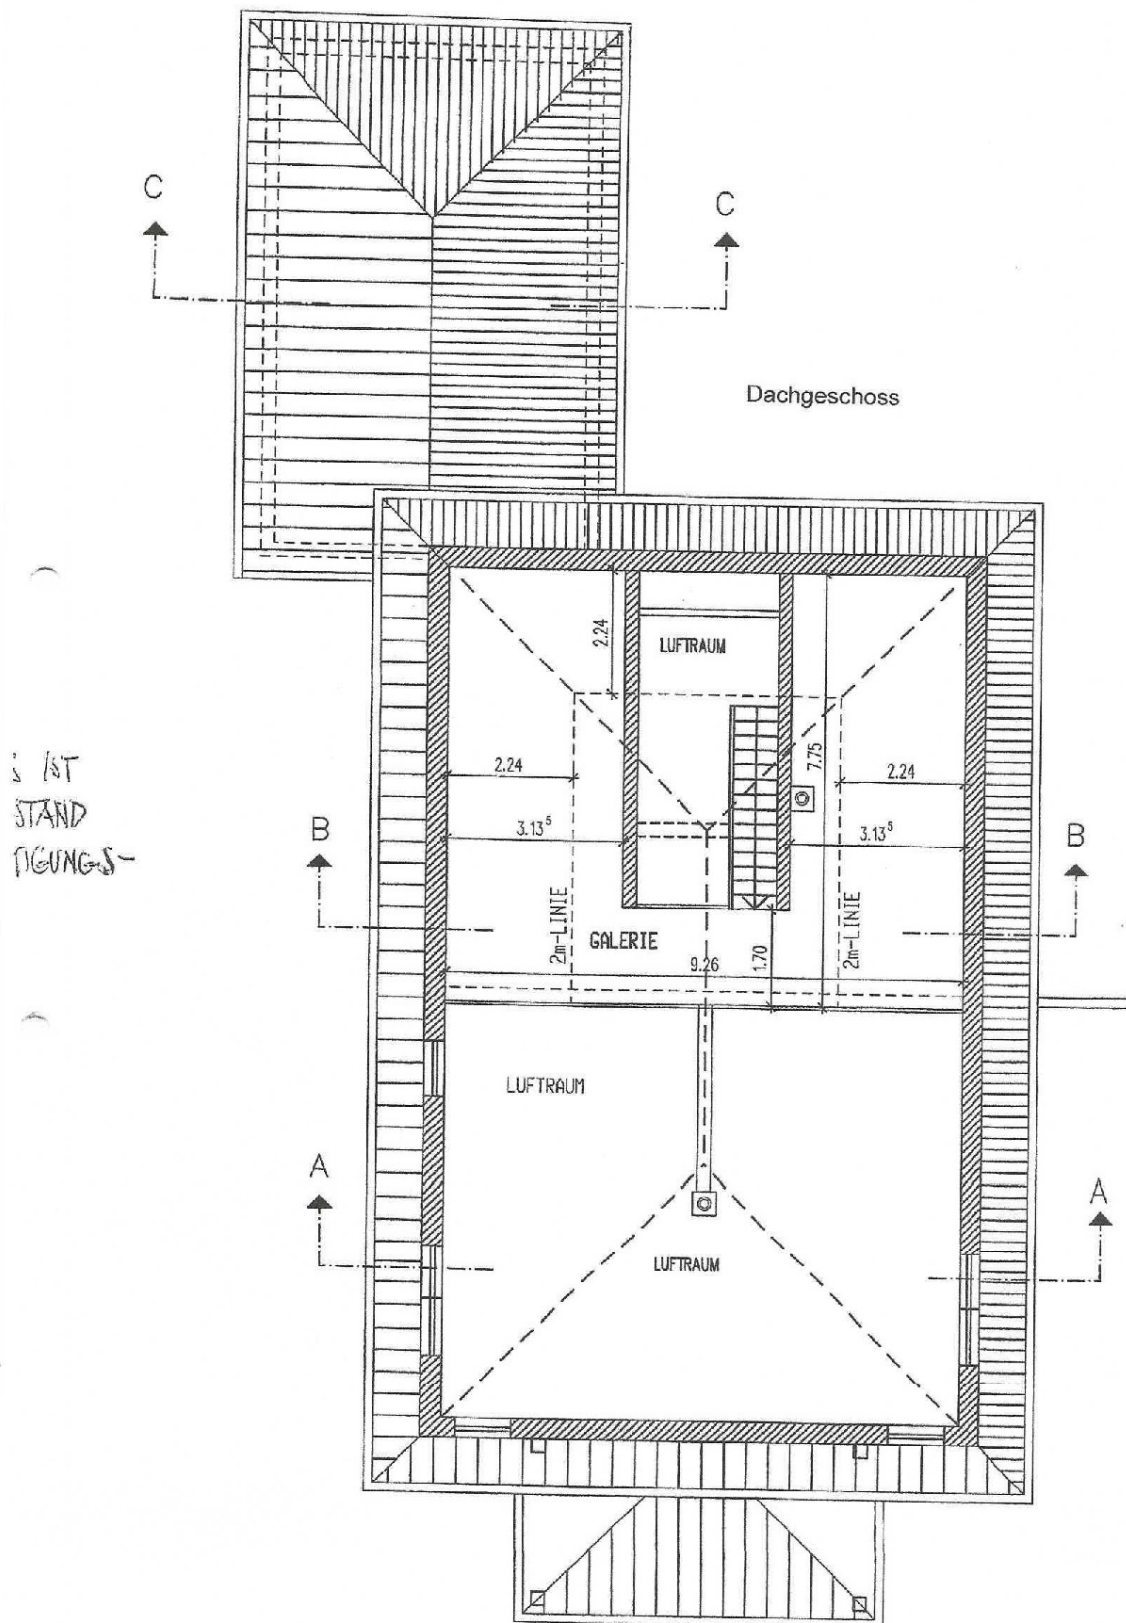 C
C
Dachgeschoss
2.24
LUFTRAUM
7.75
2.24
2.24
3.13⁵
3.13⁵
IST
STAND
TIGUNGS-
B
B
2m-LINIE
GALERIE
1.70
2m-LINIE
9.26
LUFTRAUM
A
A
LUFTRAUM